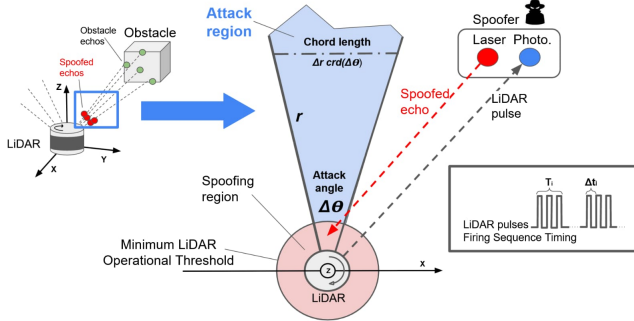 Obstacle
echos
Obstacle
Spoofed
echos
Z
LiDAR
X
Y
Attack
region
Chord length
Δr crd(Δθ)
r
Attack
angle
Δθ
Spoofing
region
Minimum LiDAR
Operational Threshold
Z
LiDAR
X
Spoofer
Laser
Photo.
Spoofed
echo
LiDAR
pulse
Ti
Δti
LiDAR pulses
Firing Sequence Timing